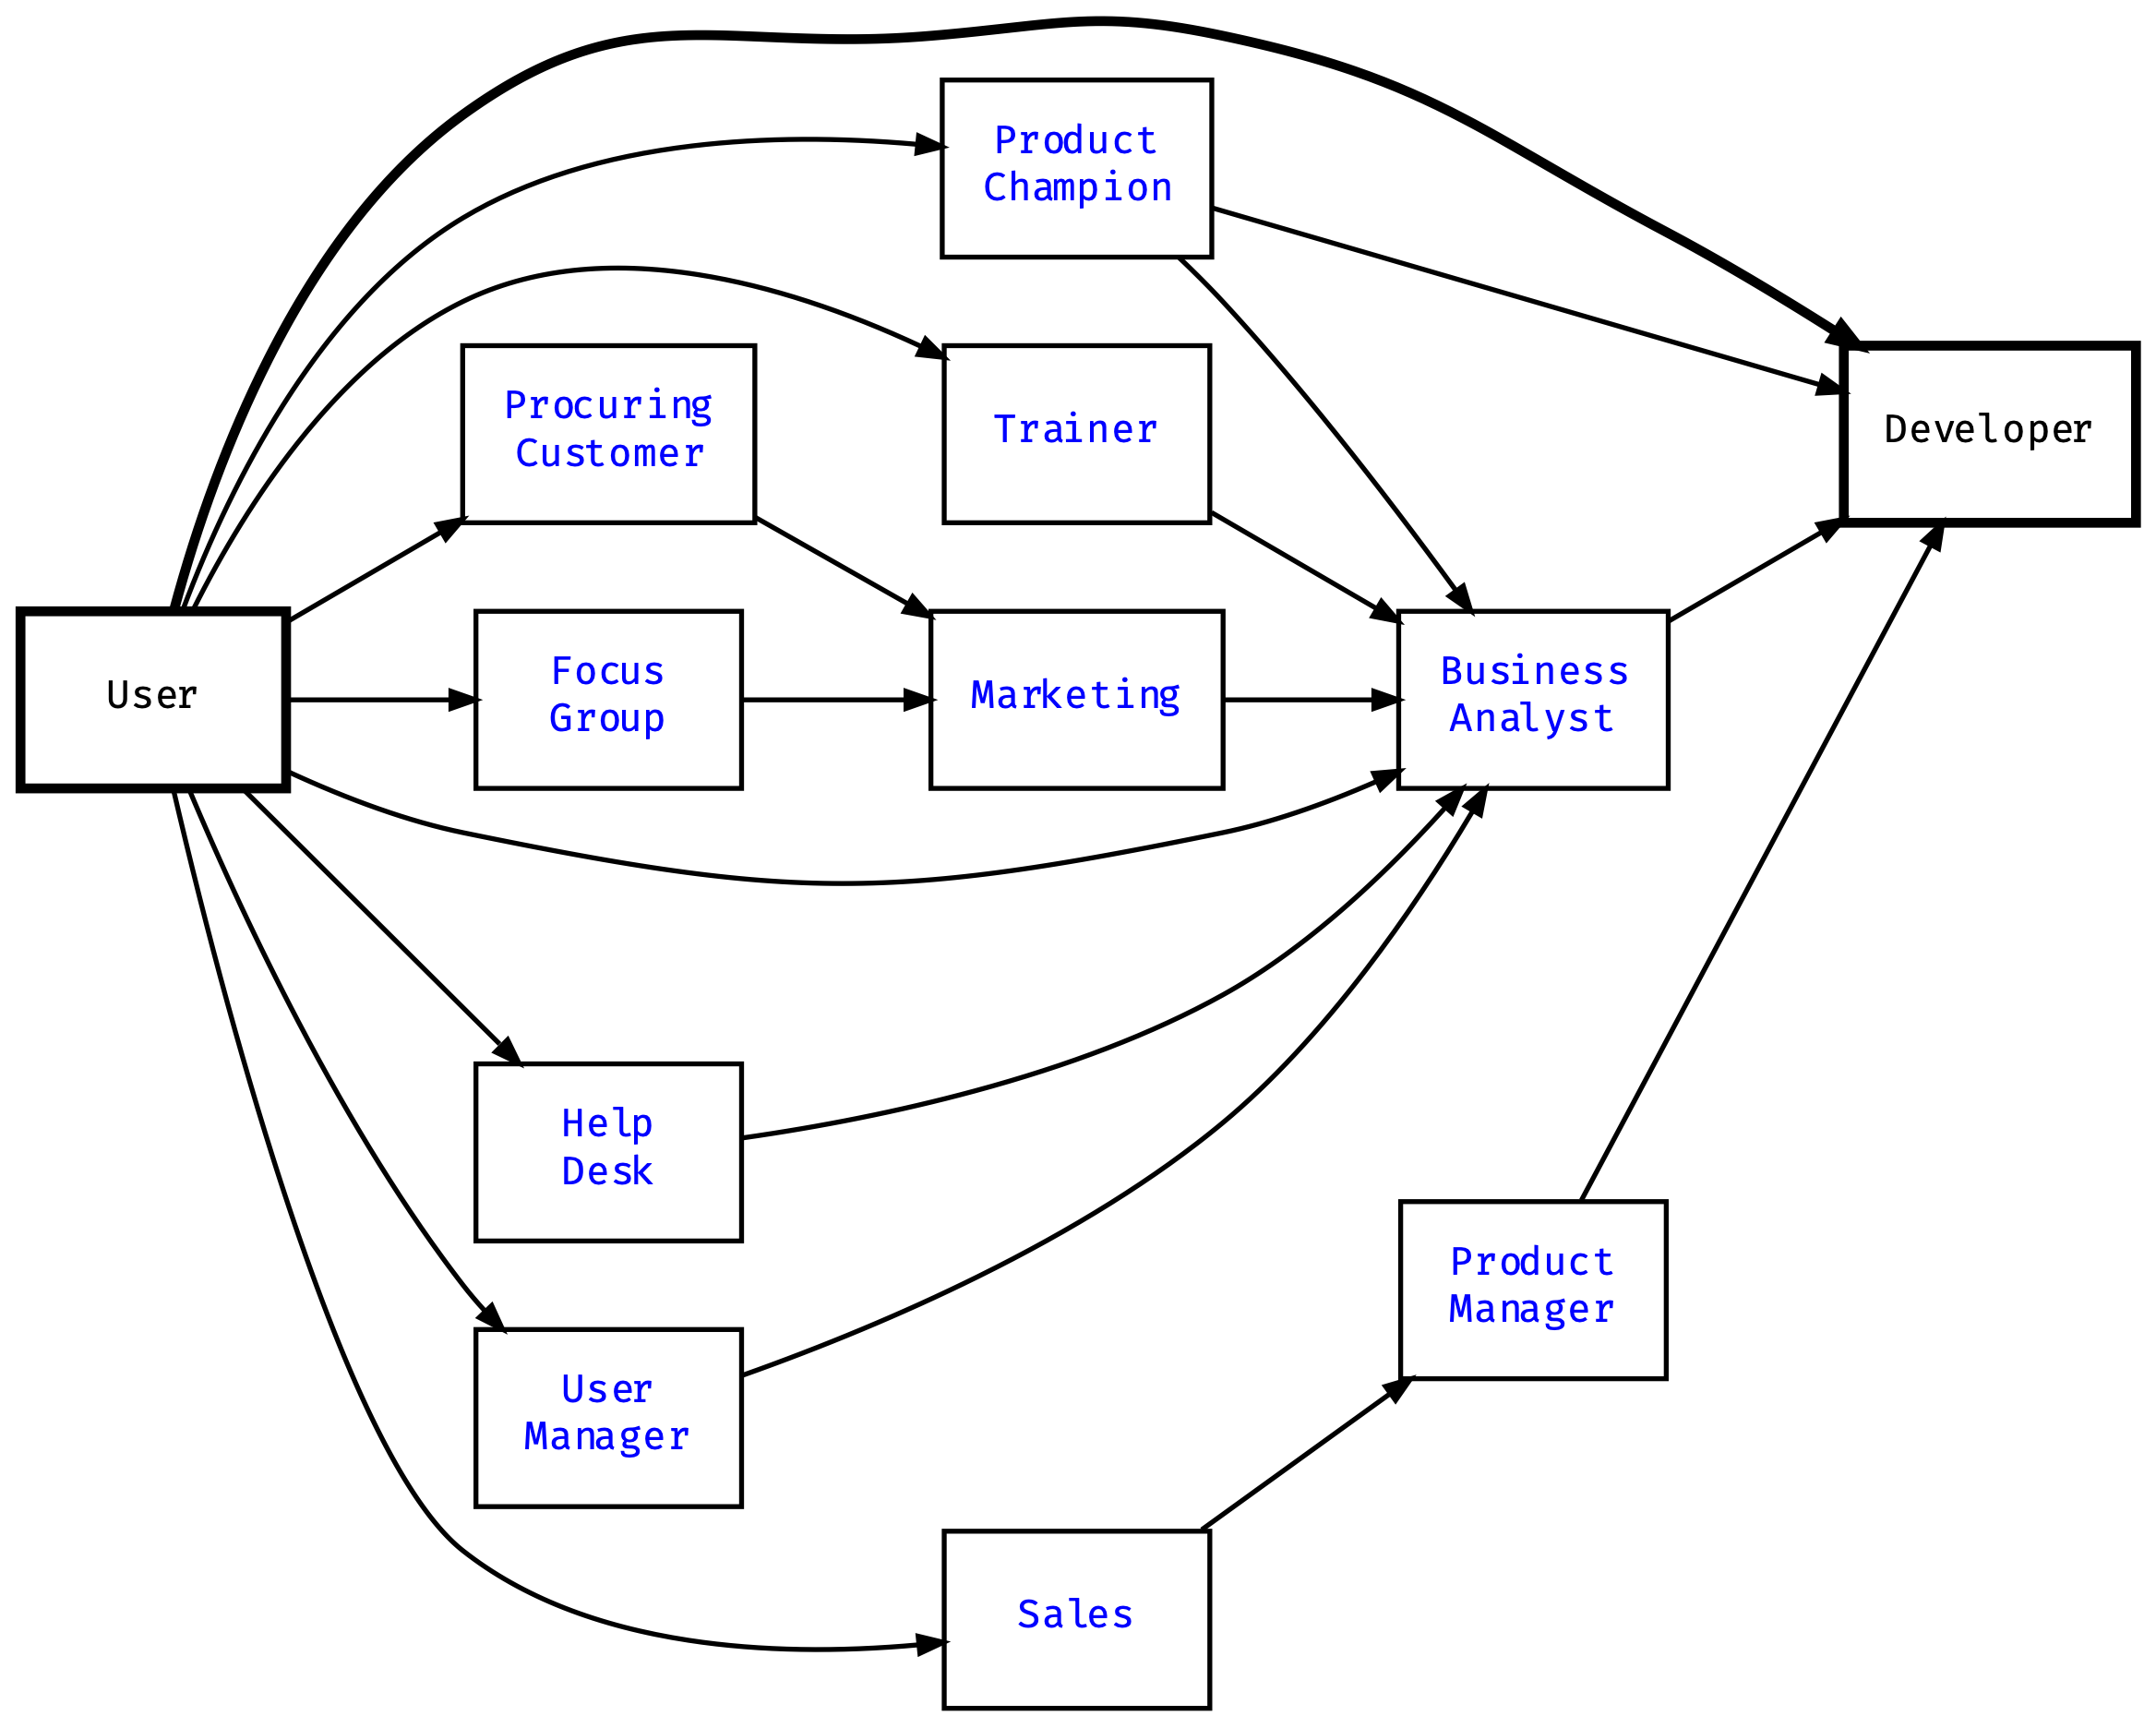 Product
Champion
Procuring
Customer
Trainer
Developer
User
Focus
Group
Marketing
Business
Analyst
Help
Desk
Product
Manager
User
Manager
Sales